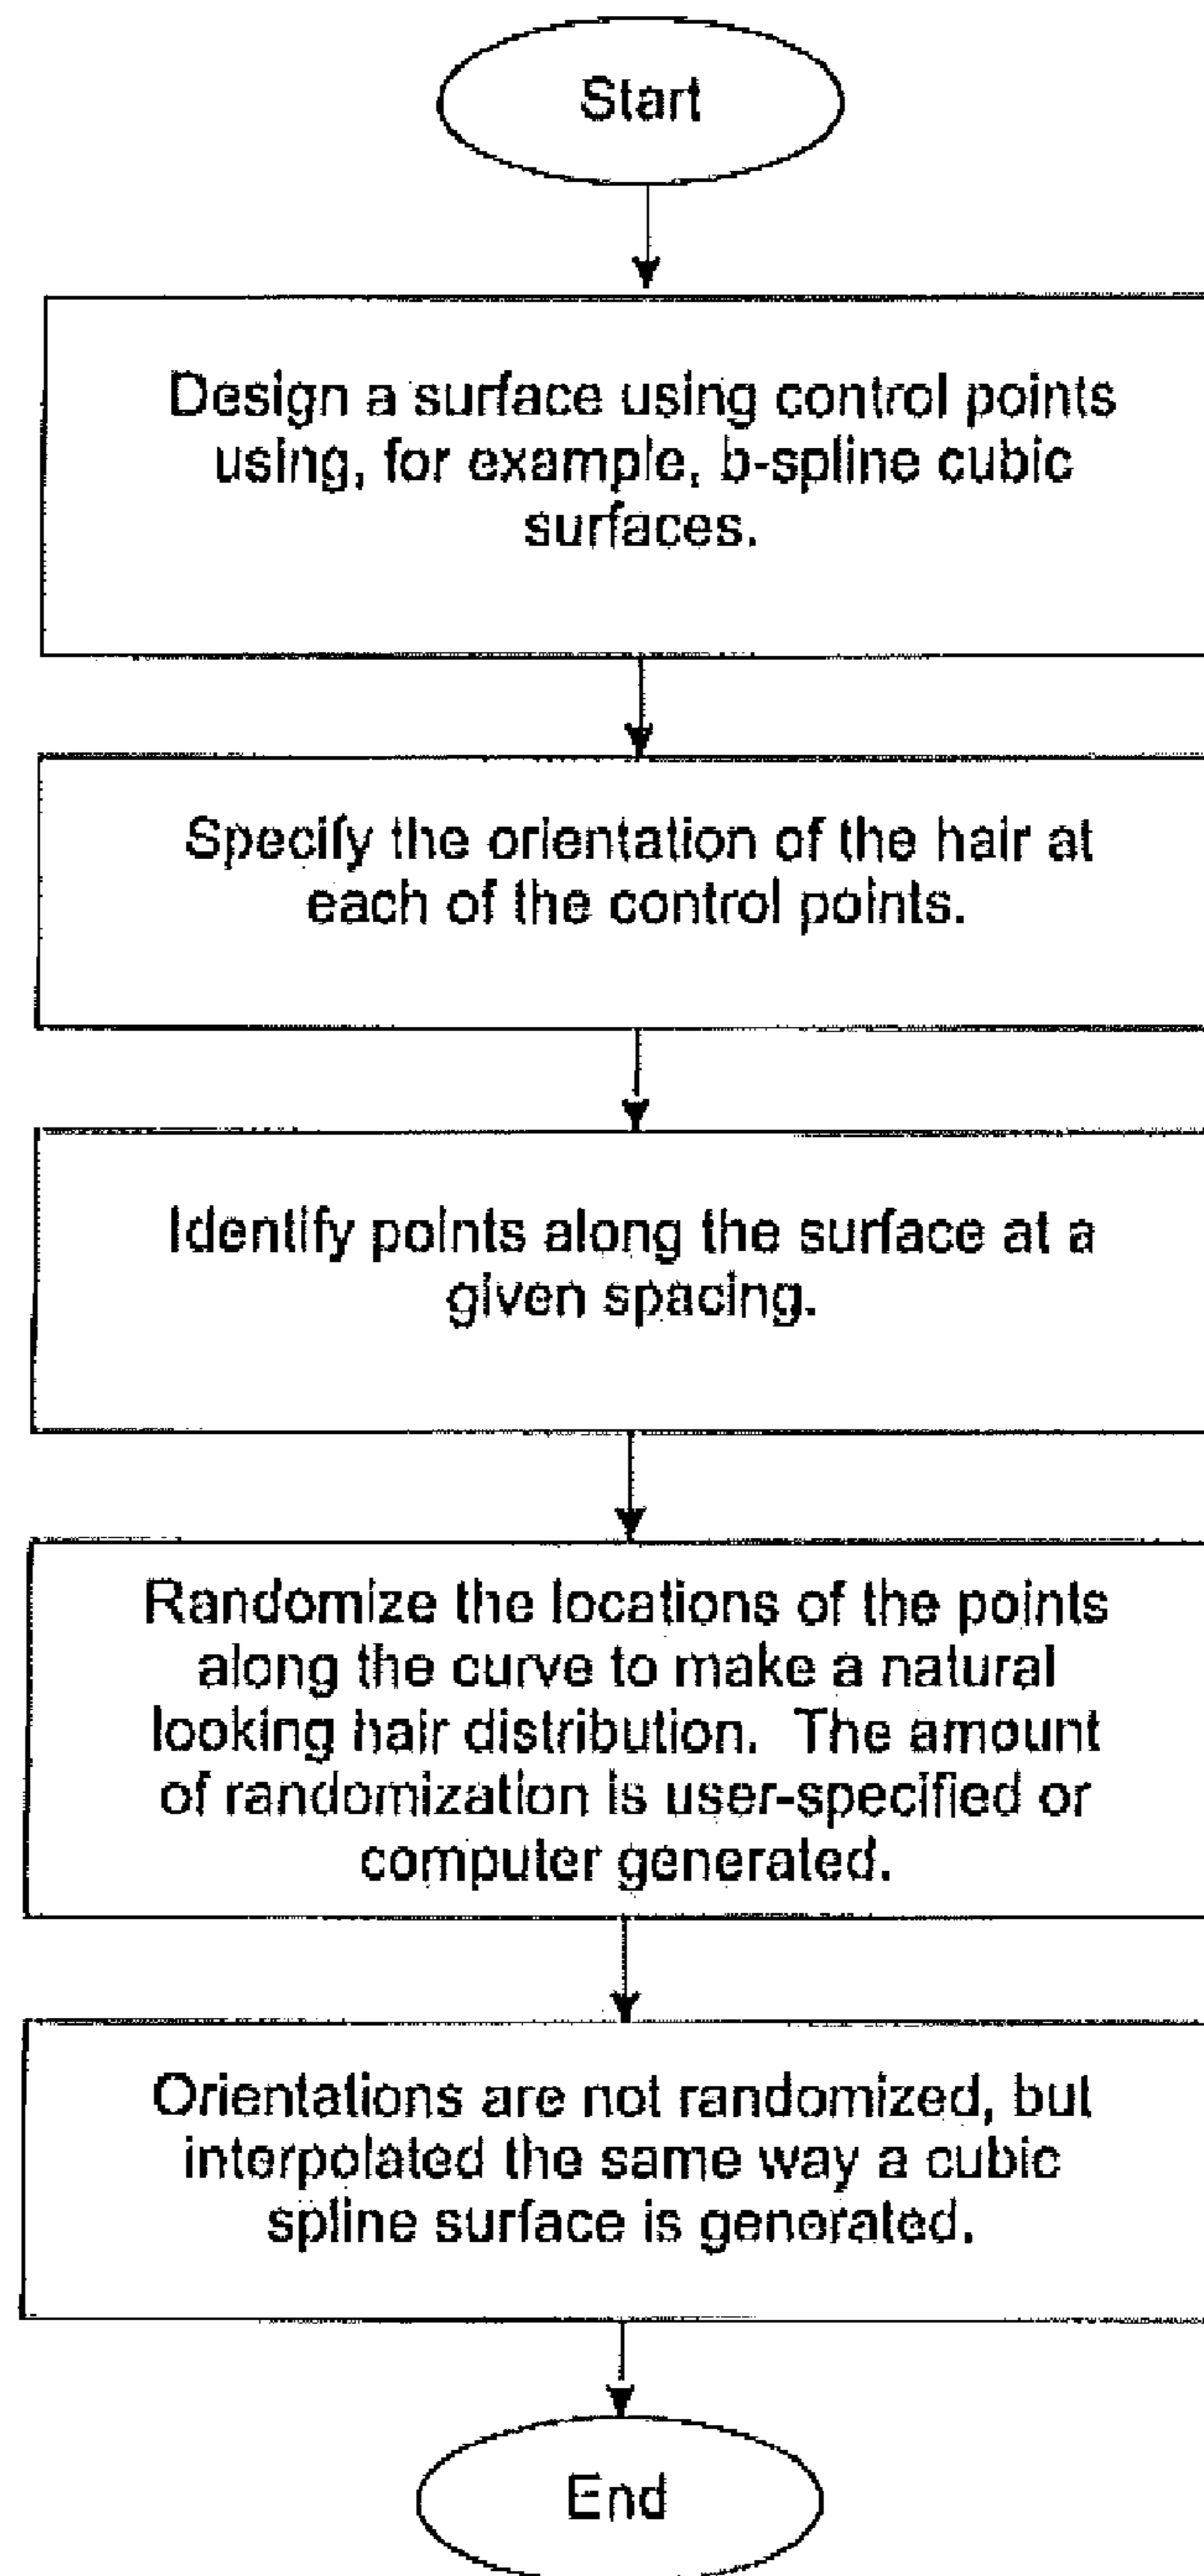 Start
Design a surface using control points
using, for example, b-spline cubic
surfaces.
Specify the orientation of the hair at
each of the control points.
Identify points along the surface at a
given spacing.
Randomize the locations of the points
along the curve to make a natural
looking hair distribution. The amount
of randomization is user-specified or
computer generated.
Orientations are not randomized, but
interpolated the same way a cubic
spline surface is generated.
End